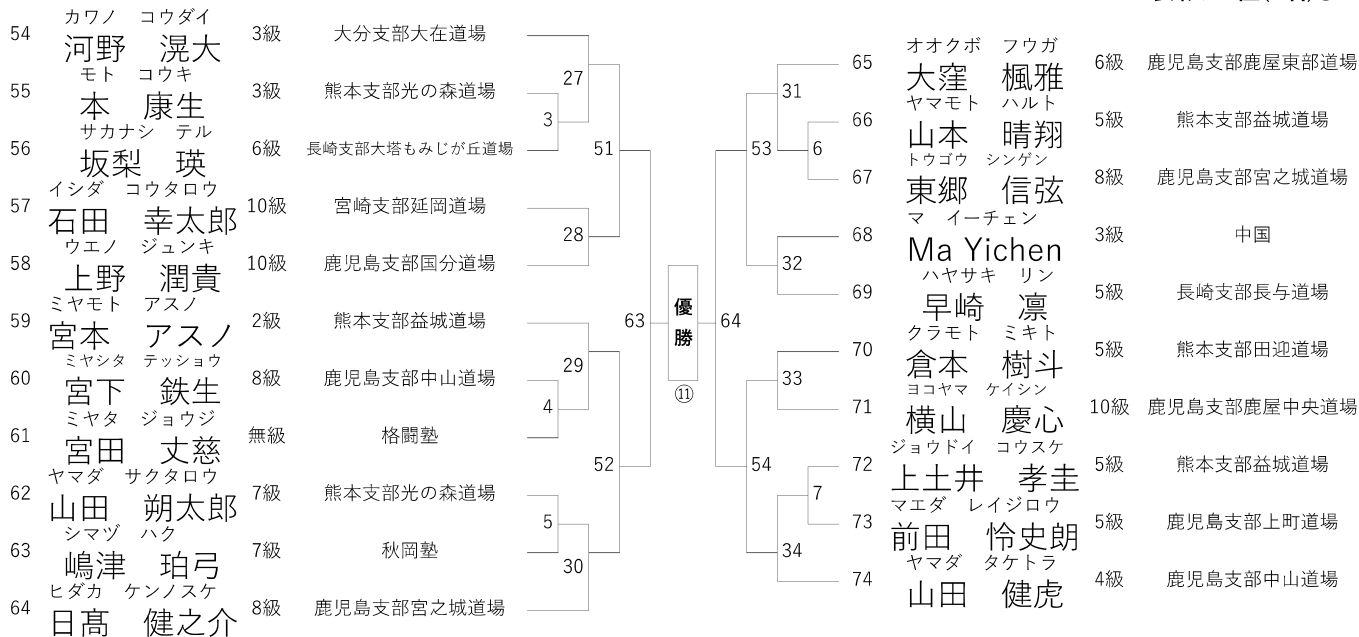 カワノ　コウダイ
54 河野　滉大 3級 大分支部大在道場
モト　コウキ
55 本　康生 3級 熊本支部光の森道場
サカナシ　テル
56 坂梨　瑛 6級 長崎支部大塔もみじが丘道場
イシダ　コウタロウ
57 石田　幸太郎 10級 宮崎支部延岡道場
ウエノ　ジュンキ
58 上野　潤貴 10級 鹿児島支部国分道場
ミヤモト　アスノ
59 宮本　アスノ 2級 熊本支部益城道場
ミヤシタ　テッショウ
60 宮下　鉄生 8級 鹿児島支部中山道場
ミヤタ　ジョウジ
61 宮田　丈慈 無級 格闘塾
ヤマダ　サクタロウ
62 山田　朔太郎 7級 熊本支部光の森道場
シマヅ　ハク
63 嶋津　珀弓 7級 秋岡塾
ヒダカ　ケンノスケ
64 日髙　健之介 8級 鹿児島支部宮之城道場
27
3
51
28
63
29
4
52
5
30
優
勝
⑪
64
31
53
6
32
33
54
7
34
オオクボ　フウガ
65 大窪　楓雅 6級 鹿児島支部鹿屋東部道場
ヤマモト　ハルト
66 山本　晴翔 5級 熊本支部益城道場
トウゴウ　シンゲン
67 東郷　信弦 8級 鹿児島支部宮之城道場
マ　イーチェン
68 Ma Yichen 3級 中国
ハヤサキ　リン
69 早崎　凛 5級 長崎支部長与道場
クラモト　ミキト
70 倉本　樹斗 5級 熊本支部田迎道場
ヨコヤマ　ケイシン
71 横山　慶心 10級 鹿児島支部鹿屋中央道場
ジョウドイ　コウスケ
72 上土井　孝圭 5級 熊本支部益城道場
マエダ　レイジロウ
73 前田　怜史朗 5級 鹿児島支部上町道場
ヤマダ　タケトラ
74 山田　健虎 4級 鹿児島支部中山道場